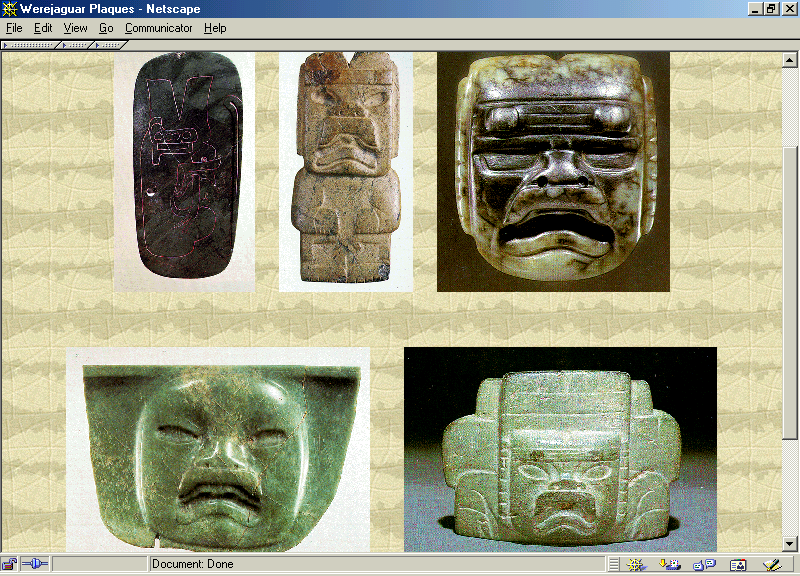 Werejaguar Plaques - Netscape
File Edit View Go Communicator Help
Document: Done